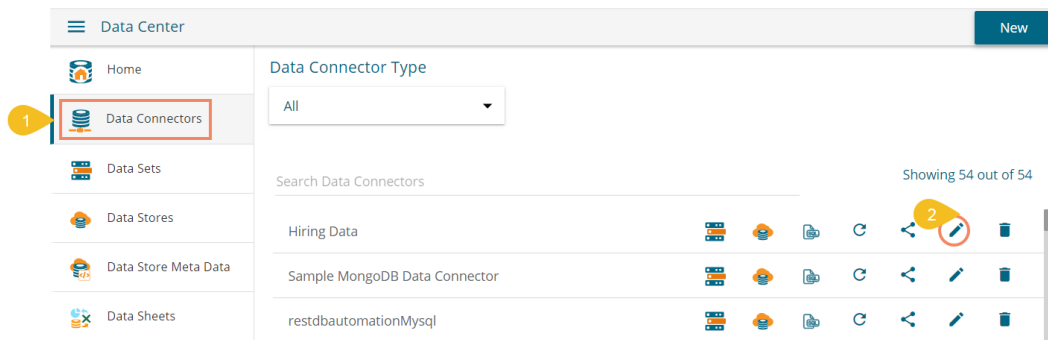 Data Center
New
Home
Data Connectors
Data Sets
Data Stores
Data Store Meta Data
Data Sheets
1
Data Connector Type
All
Search Data Connectors
Showing 54 out of 54
2
Hiring Data
Sample MongoDB Data Connector
restdbautomationMysql